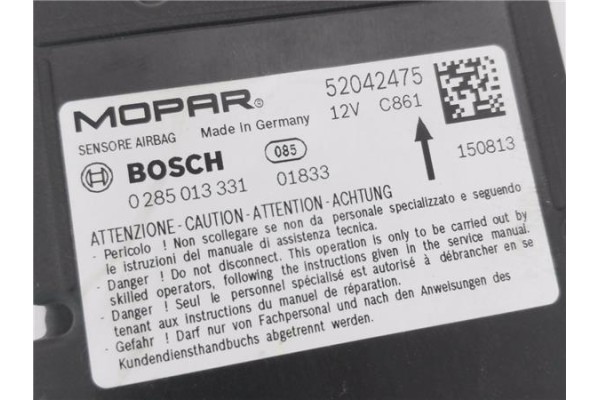 MOPAR® 52042475
SENSORE AIRBAG Made in Germany 12V C861
BOSCH 085 150813
0 285 013 331 01833
ATTENZIONE - CAUTION - ATTENTION - ACHTUNG
- Pericolo ! Non scollegare se non da personale specializzato e seguendo
le istruzioni del manuale di assistenza tecnica.
- Danger ! Do not disconnect. This operation is only to be carried out by
skilled operators, following the instructions given in the service manual.
- Danger ! Seul le personnel spécialisé est autorisé à débrancher en se
tenant aux instructions du manuel de réparation.
- Gefahr ! Darf nur von Fachpersonal und nach den Anweisungen des
Kundendiensthandbuchs abgetrennt werden.